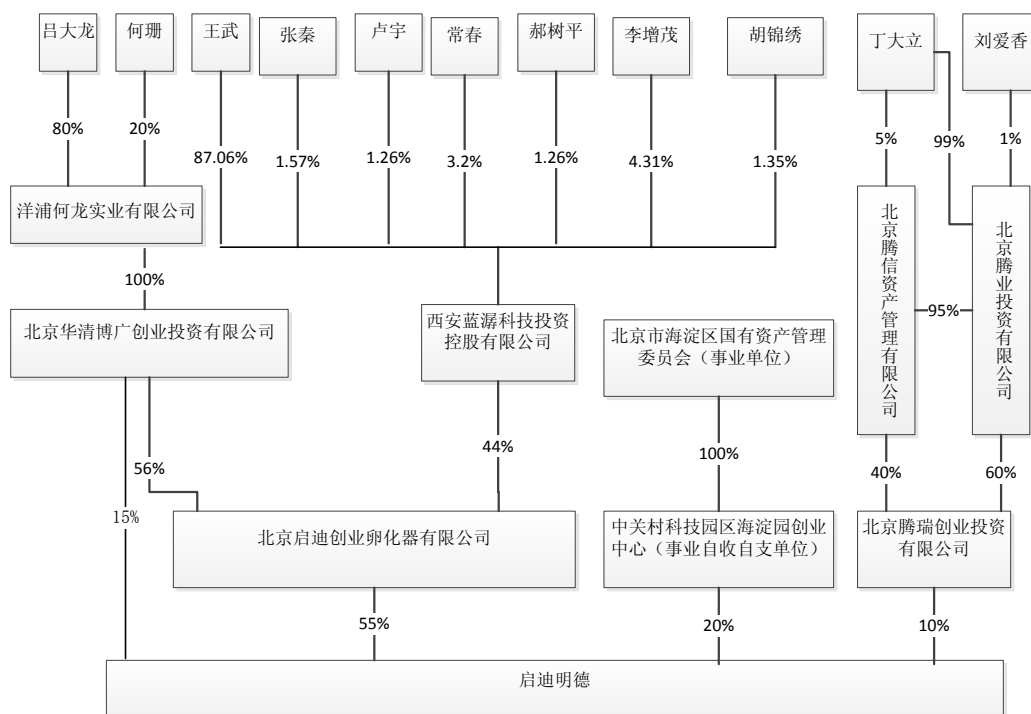 吕大龙
何珊
王武
张秦
卢宇
常春
郝树平
李增茂
胡锦绣
丁大立
刘爱香
80%
20%
87.06%
1.57%
1.26%
3.2%
1.26%
4.31%
1.35%
5%
99%
1%
洋浦何龙实业有限公司
北京腾信资产管理有限公司
北京腾业投资有限公司
100%
95%
北京华清博广创业投资有限公司
西安蓝潺科技投资
控股有限公司
北京市海淀区国有资产管理
委员会（事业单位）
56%
44%
100%
40%
60%
15%
北京启迪创业孵化器有限公司
中关村科技园区海淀园创业
中心（事业自收自支单位）
北京腾瑞创业投资
有限公司
55%
20%
10%
启迪明德